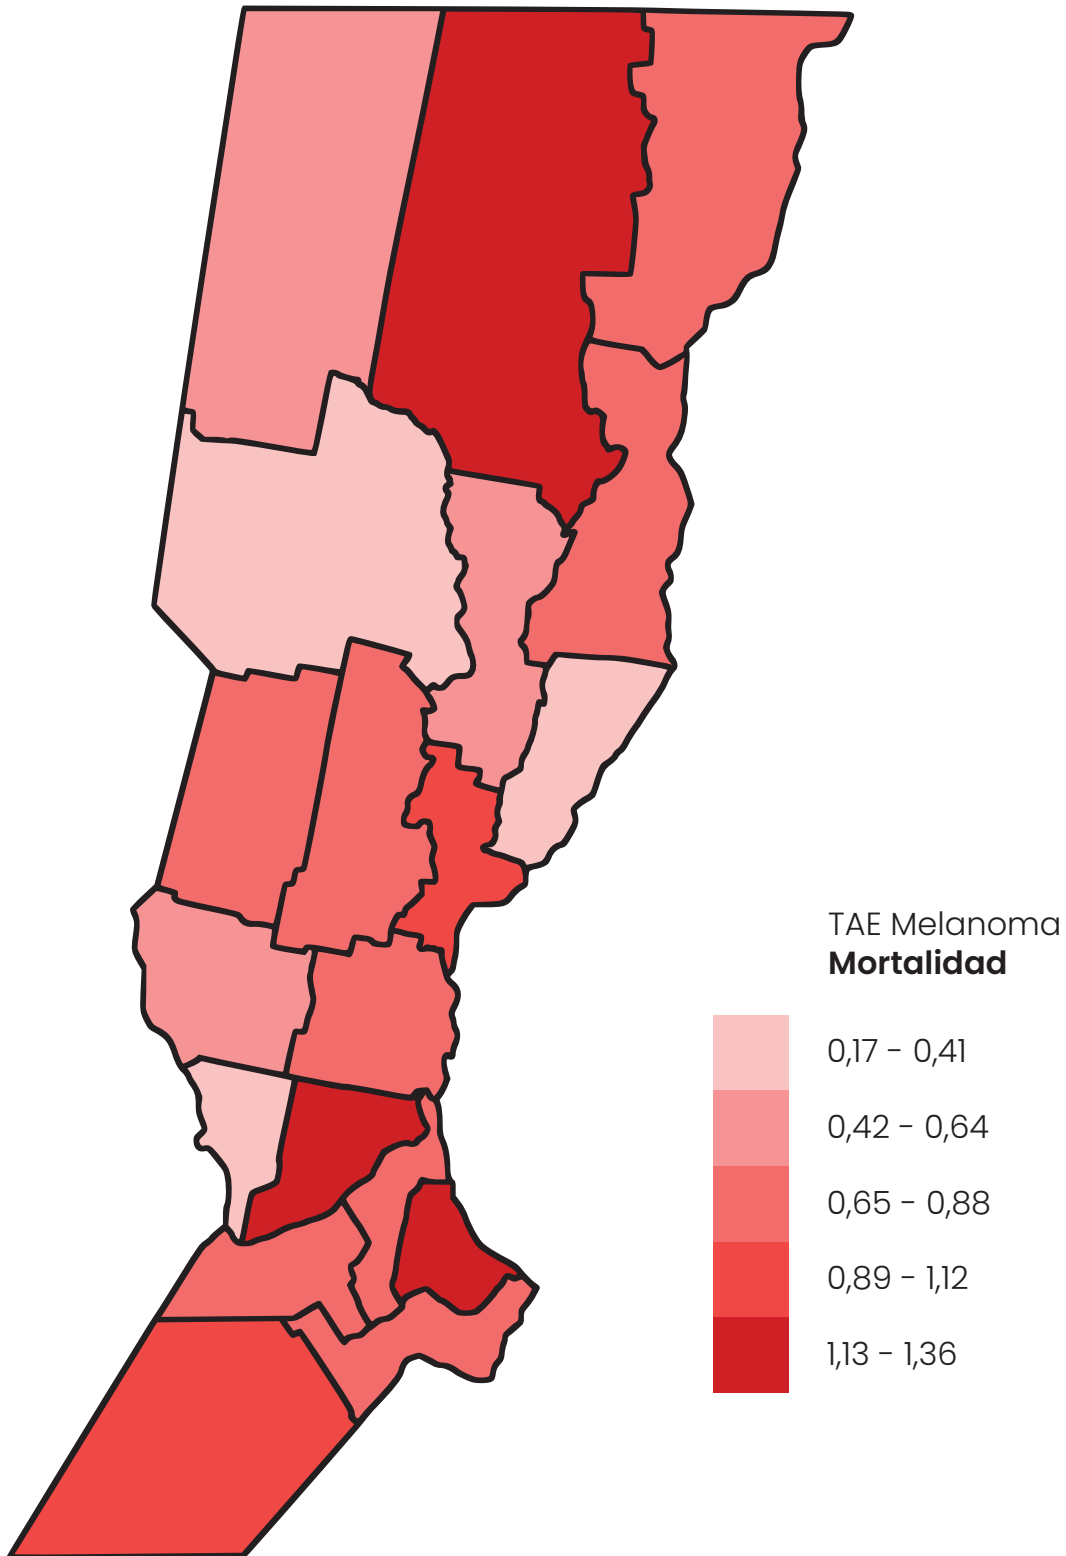 TAE Melanoma
Mortalidad
0,17 - 0,41
0,42 - 0,64
0,65 - 0,88
0,89 - 1,12
1,13 - 1,36